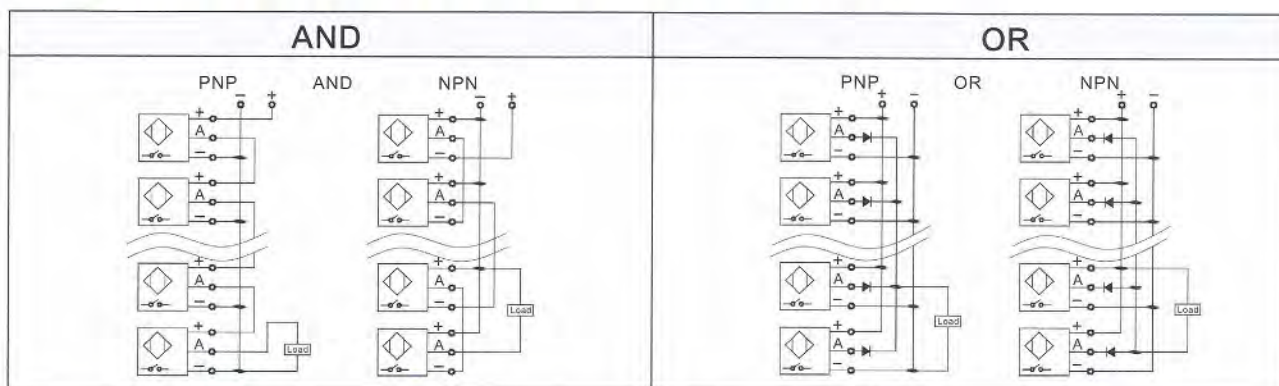 AND
OR
PNP AND NPN
PNP OR NPN
- +
- +
+ -
+ -
+
A
-
+
A
-
+
A
-
+
A
-
Load
+
A
-
+
A
-
+
A
-
+
A
-
Load
+
A
-
+
A
-
+
A
-
+
A
-
Load
+
A
-
+
A
-
+
A
-
+
A
-
Load